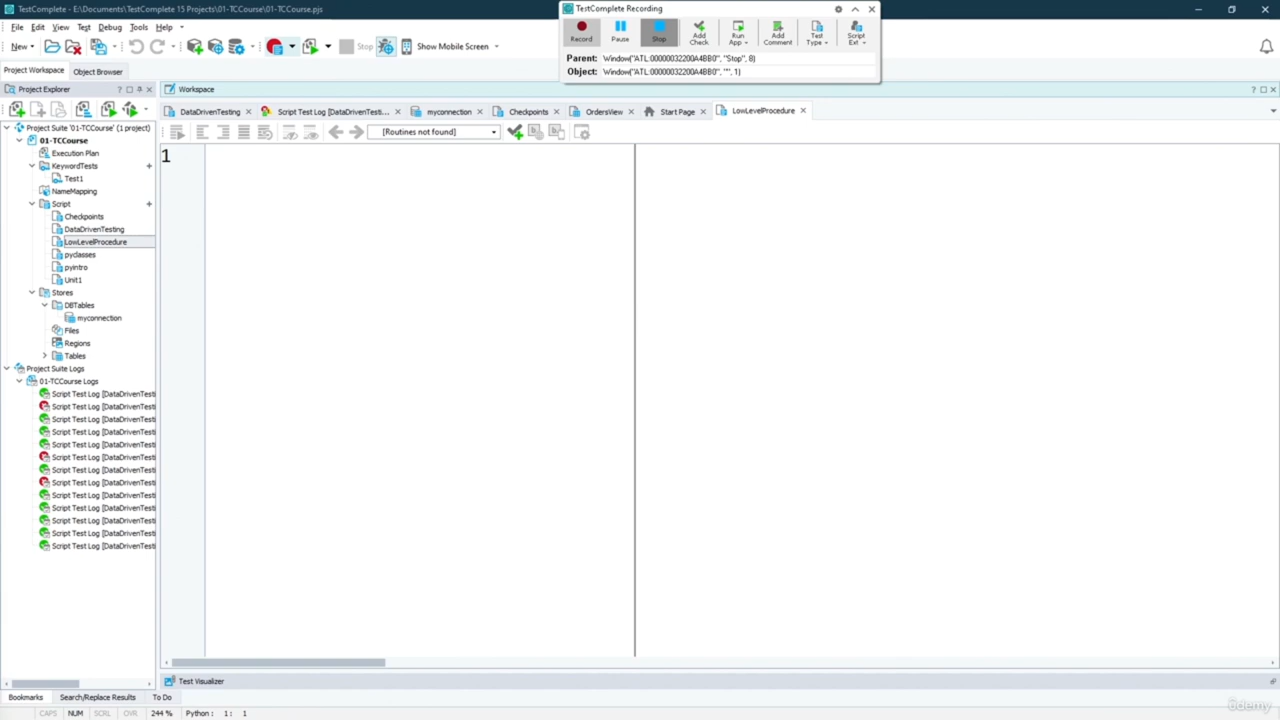 TestComplete - E:\Documents\TestComplete 15 Projects\01-TCCourse\01-TCCourse.pjs
File Edit View Test Debug Tools Help
New
Stop
Show Mobile Screen
TestComplete Recording
Record
Pause
Stop
Add Check
Run App
Add Comment
Test Type
Script Ext
Parent: Window("ATL:00000032200A4BB0", "Stop", 8)
Object: Window("ATL:00000032200A4BB0", "", 1)
Project Workspace
Object Browser
Project Explorer
Workspace
DataDrivenTesting
Script Test Log [DataDrivenTesti...
myconnection
Checkpoints
OrdersView
Start Page
LowLevelProcedure
[Routines not found]
1
Project Suite '01-TCCourse' (1 project)
01-TCCourse
Execution Plan
KeywordTests
Test1
NameMapping
Script
Checkpoints
DataDrivenTesting
LowLevelProcedure
pyclasses
pyintro
Unit1
Stores
DBTables
myconnection
Files
Regions
Tables
Project Suite Logs
01-TCCourse Logs
Script Test Log [DataDrivenTesti
Script Test Log [DataDrivenTesti
Script Test Log [DataDrivenTesti
Script Test Log [DataDrivenTesti
Script Test Log [DataDrivenTesti
Script Test Log [DataDrivenTesti
Script Test Log [DataDrivenTesti
Script Test Log [DataDrivenTesti
Script Test Log [DataDrivenTesti
Script Test Log [DataDrivenTesti
Script Test Log [DataDrivenTesti
Script Test Log [DataDrivenTesti
Script Test Log [DataDrivenTesti
Test Visualizer
Bookmarks
Search/Replace Results
To Do
CAPS NUM SCRL OVR 244 % Python : 1 : 1
ûdemy